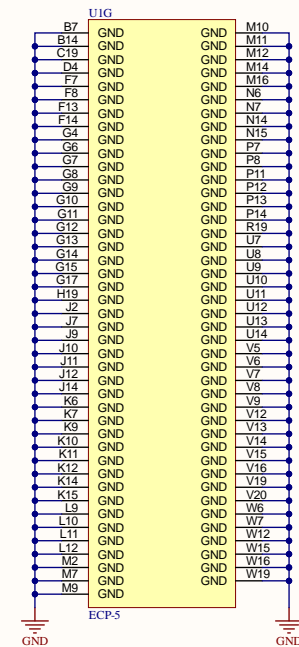 U1G
B7 GND GND M10
B14 GND GND M11
C19 GND GND M12
D4 GND GND M14
F7 GND GND M16
F8 GND GND N6
F13 GND GND N7
F14 GND GND N14
G4 GND GND N15
G6 GND GND P7
G7 GND GND P8
G8 GND GND P11
G9 GND GND P12
G10 GND GND P13
G11 GND GND P14
G12 GND GND R19
G13 GND GND U7
G14 GND GND U8
G15 GND GND U9
G17 GND GND U10
H19 GND GND U11
J2 GND GND U12
J7 GND GND U13
J9 GND GND U14
J10 GND GND V5
J11 GND GND V6
J12 GND GND V7
J14 GND GND V8
K6 GND GND V9
K7 GND GND V12
K9 GND GND V13
K10 GND GND V14
K11 GND GND V15
K12 GND GND V16
K14 GND GND V19
K15 GND GND V20
L9 GND GND W6
L10 GND GND W7
L11 GND GND W12
L12 GND GND W15
M2 GND GND W16
M7 GND GND W19
M9 GND
ECP-5
GND GND